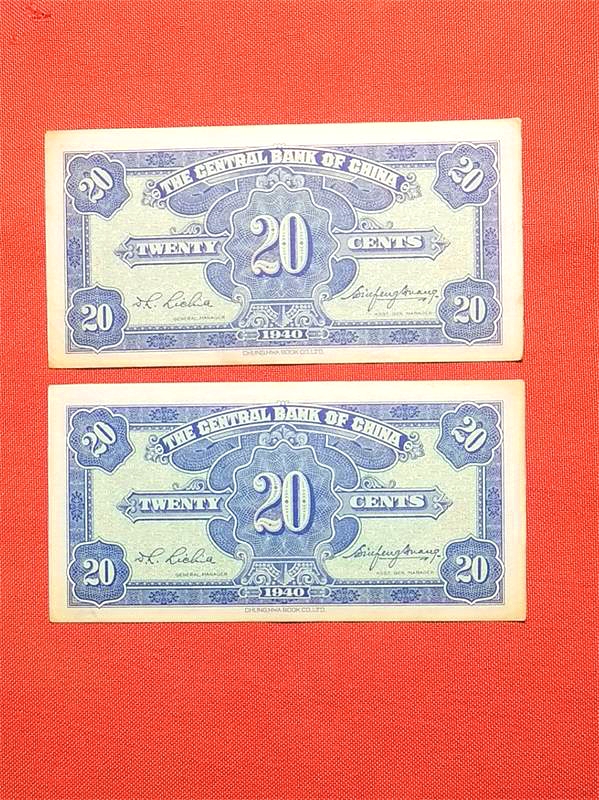 20 20
THE CENTRAL BANK OF CHINA
TWENTY 20 CENTS
GENERAL MANAGER
ASST. GEN. MANAGER
20 20
1940
CHUNG HWA BOOK CO., LTD.
20 20
THE CENTRAL BANK OF CHINA
TWENTY 20 CENTS
GENERAL MANAGER
ASST. GEN. MANAGER
20 20
1940
CHUNG HWA BOOK CO., LTD.